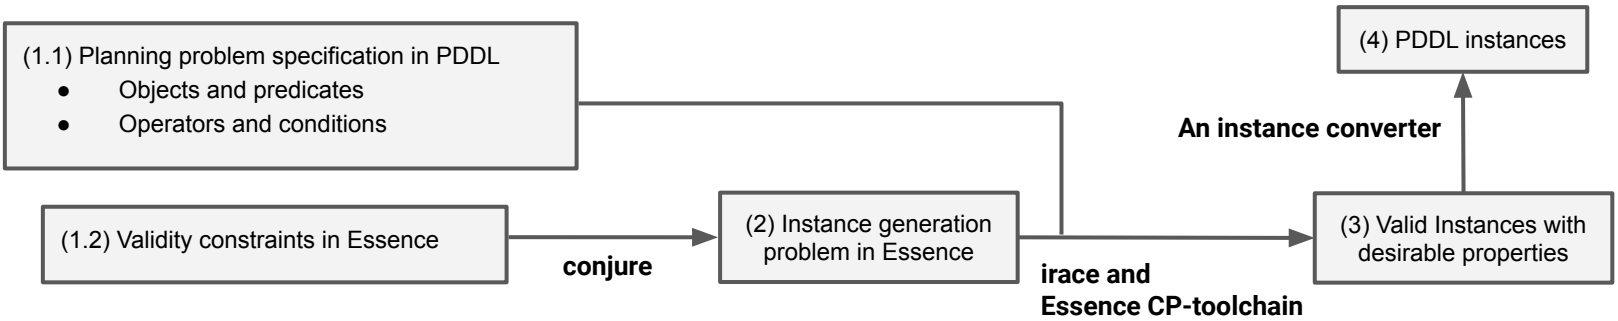 (1.1) Planning problem specification in PDDL
● Objects and predicates
● Operators and conditions
(1.2) Validity constraints in Essence
conjure
(2) Instance generation
problem in Essence
irace and
Essence CP-toolchain
(3) Valid Instances with
desirable properties
An instance converter
(4) PDDL instances